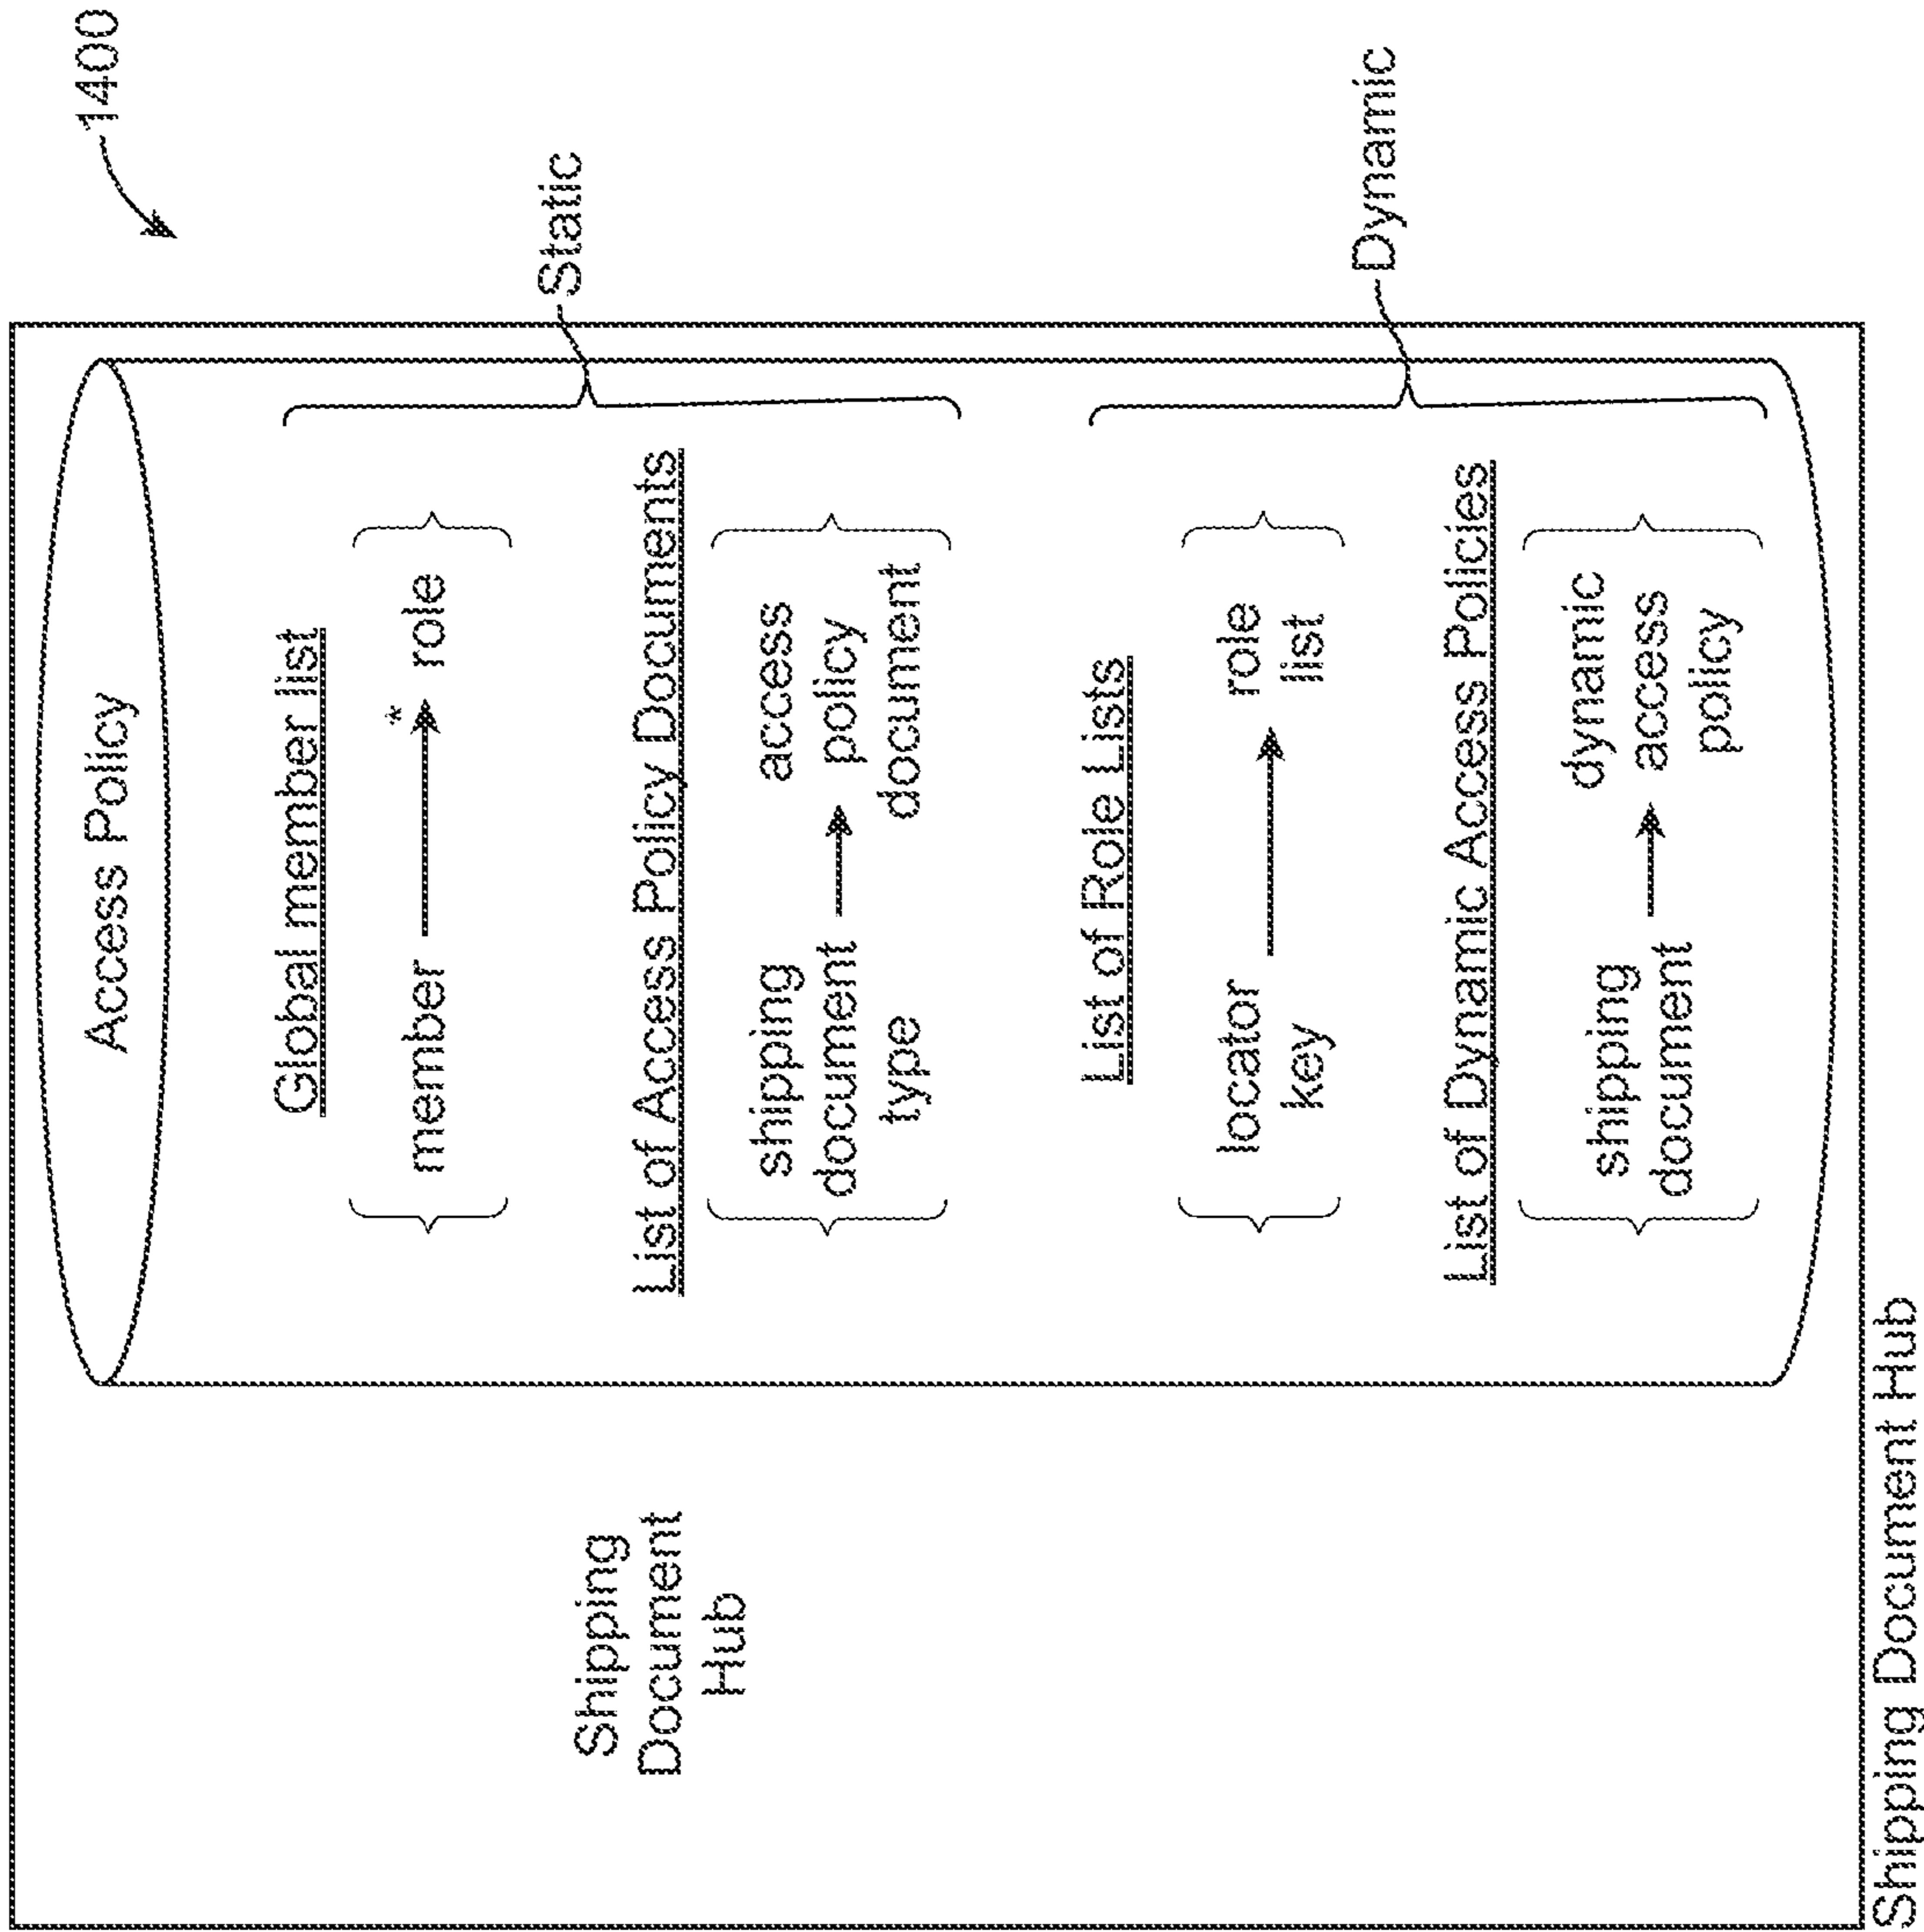 1400
Access Policy
Global member list
member
*
role
Static
List of Access Policy Documents
shipping
document
type
access
policy
document
Shipping
Document
Hub
List of Role Lists
locator
key
role
list
Dynamic
List of Dynamic Access Policies
shipping
document
dynamic
access
policy
Shipping Document Hub